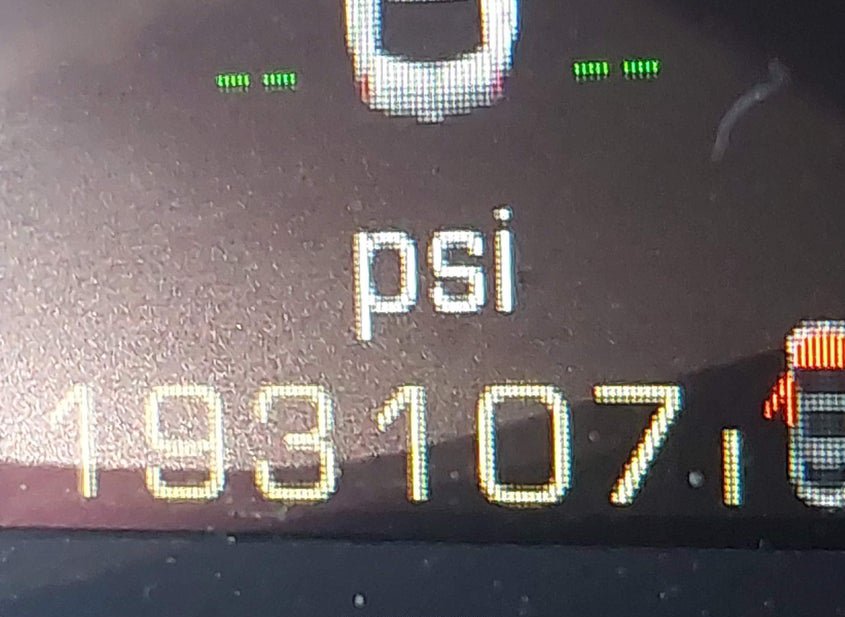 -- --
psi
193107